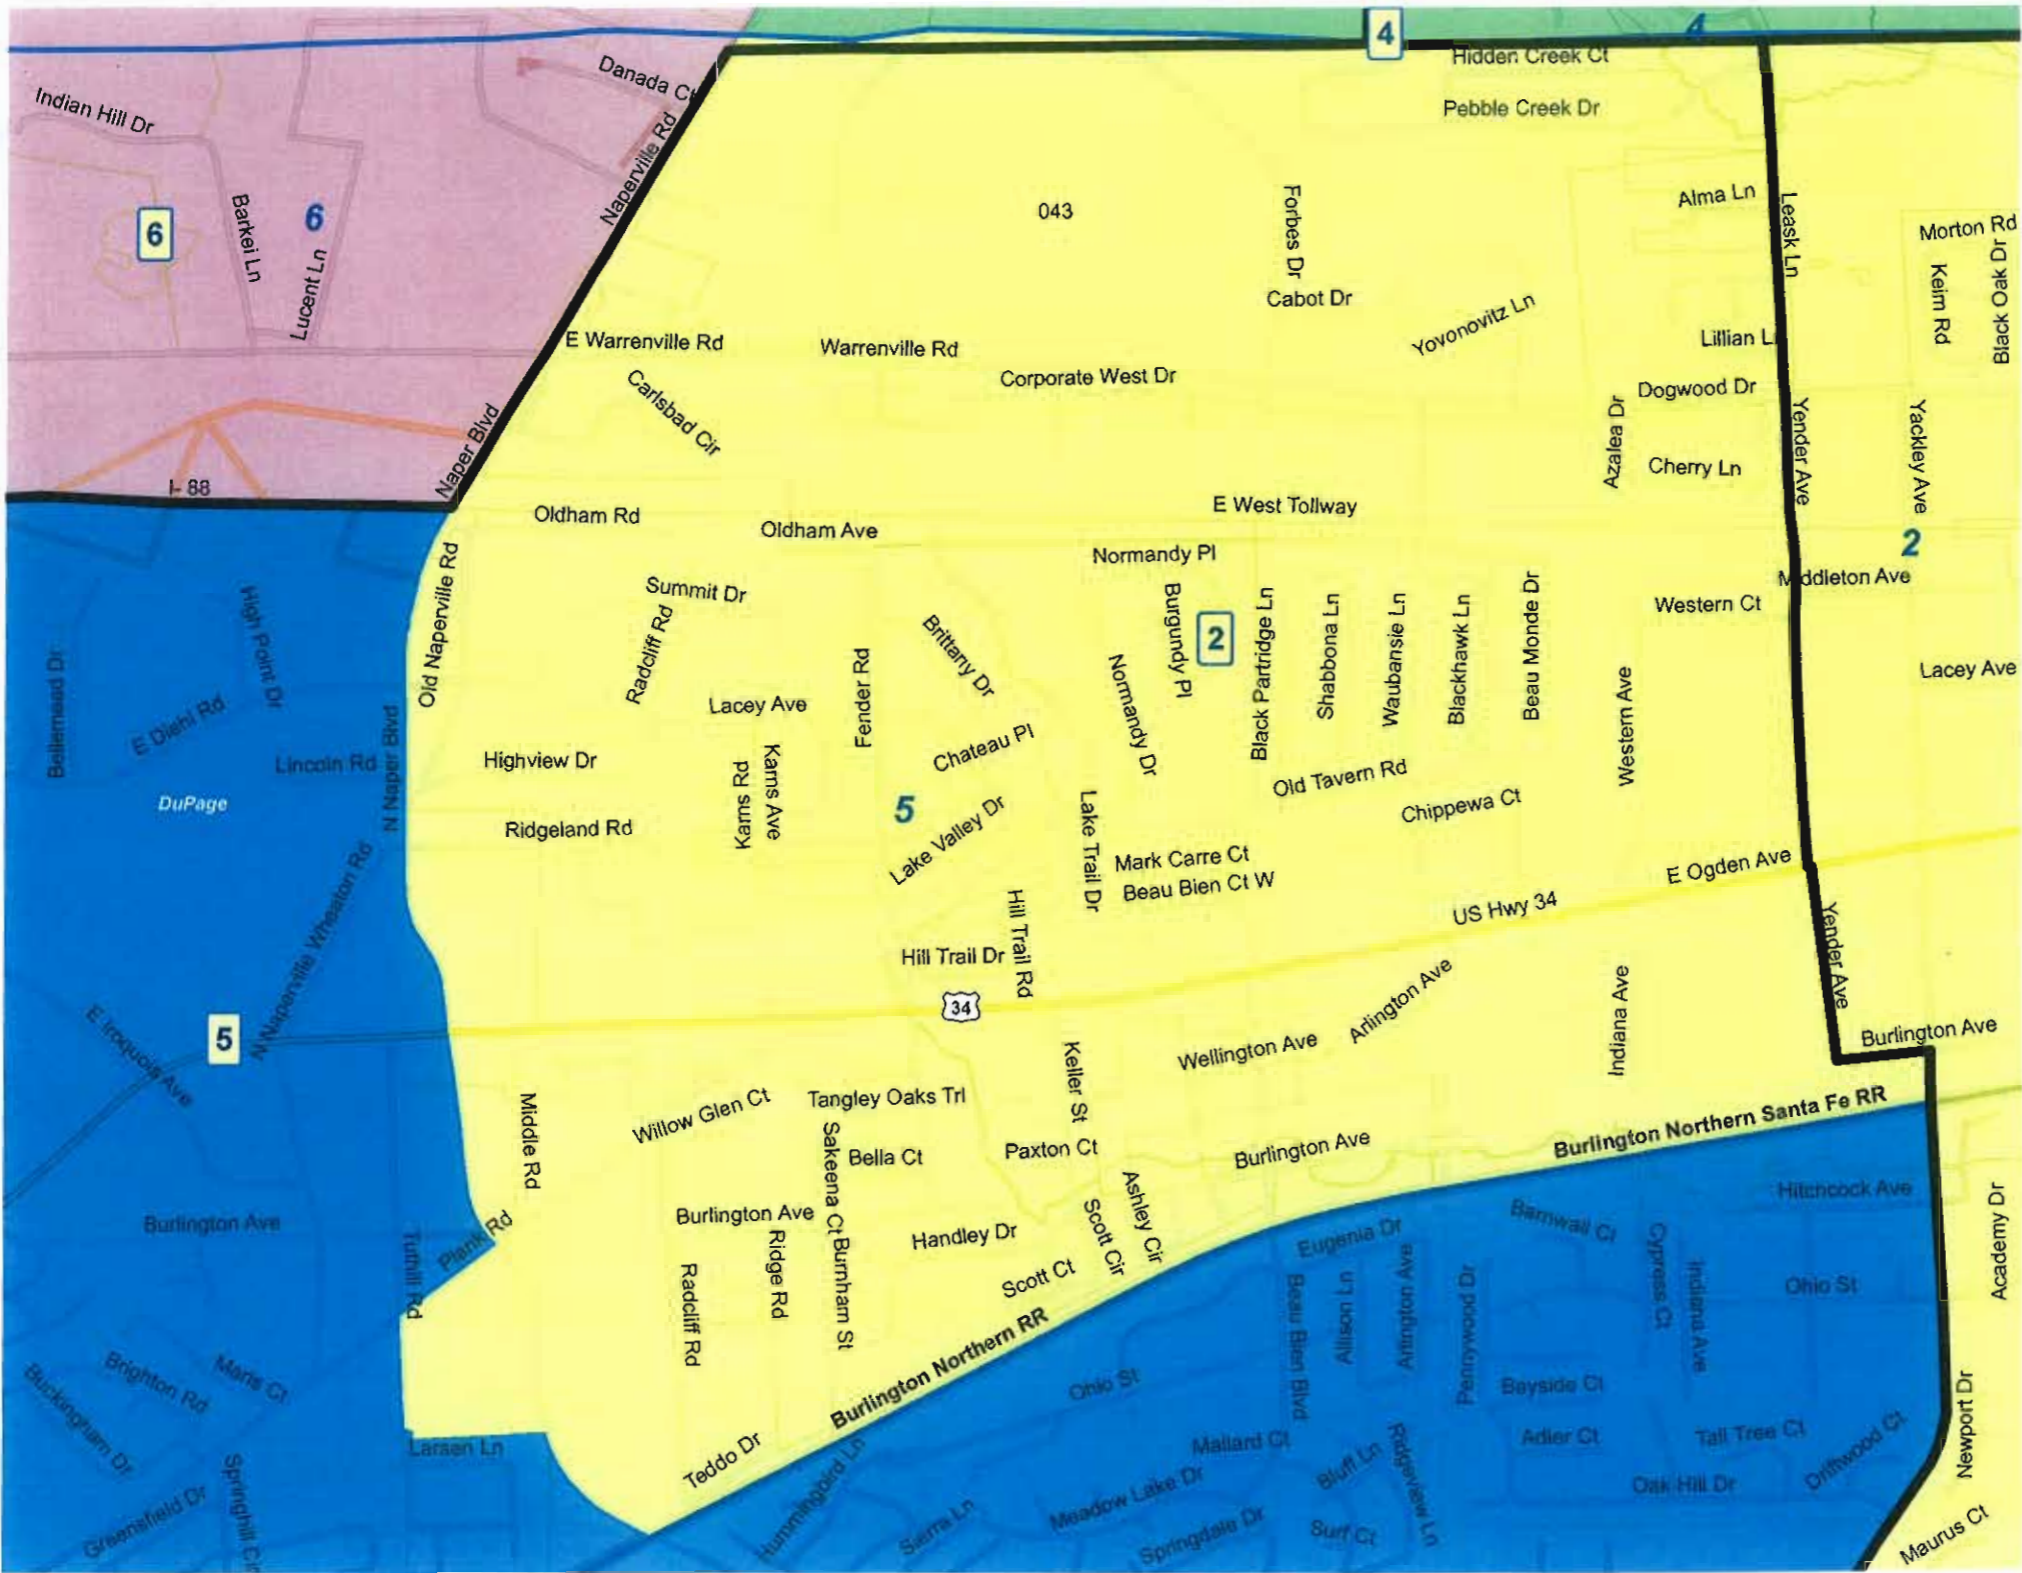 4
4
Hidden Creek Ct
Danada Ct
Pebble Creek Dr
Indian Hill Dr
Naperville Rd
Alma Ln
Leask Ln
6
6
Barkei Ln
Lucent Ln
043
Forbes Dr
Morton Rd
Keim Rd
Black Oak Dr
Cabot Dr
Yovonovitz Ln
E Warrenville Rd
Warrenville Rd
Lillian L
Corporate West Dr
Dogwood Dr
Carlsbad Cir
Azalea Dr
Yender Ave
Yackley Ave
Naper Blvd
Cherry Ln
I- 88
E West Tollway
Oldham Rd
Oldham Ave
2
Normandy Pl
Middleton Ave
Old Naperville Rd
Summit Dr
Western Ct
High Point Dr
Radcliff Rd
Brittany Dr
Burgundy Pl
2
Black Partridge Ln
Shabbona Ln
Waubansie Ln
Blackhawk Ln
Beau Monde Dr
Bellemead Dr
Fender Rd
Normandy Dr
Western Ave
Lacey Ave
E Diehl Rd
Lacey Ave
Chateau Pl
Lincoln Rd
N Naper Blvd
Highview Dr
Karns Rd
Karns Ave
Old Tavern Rd
DuPage
5
Chippewa Ct
Ridgeland Rd
Lake Valley Dr
Lake Trail Dr
Mark Carre Ct
Beau Bien Ct W
E Ogden Ave
N Naperville Wheaton Rd
Hill Trail Rd
US Hwy 34
Yender Ave
Hill Trail Dr
34
Arlington Ave
Indiana Ave
5
E Iroquois Ave
Keller St
Wellington Ave
Burlington Ave
Middle Rd
Willow Glen Ct
Tangley Oaks Trl
Burlington Northern Santa Fe RR
Sakeena Ct
Bella Ct
Paxton Ct
Burlington Ave
Ashley Cir
Hitchcock Ave
Academy Dr
Burlington Ave
Burlington Ave
Scott Cir
Barnwall Ct
Plank Rd
Tuthill Rd
Ridge Rd
Burnham St
Handley Dr
Eugenia Dr
Cypress Ct
Indiana Ave
Radcliff Rd
Scott Ct
Beau Bien Blvd
Allison Ln
Arlington Ave
Pennywood Dr
Ohio St
Burlington Northern RR
Maris Ct
Brighton Rd
Buckingham Dr
Ohio St
Bayside Ct
Newport Dr
Larsen Ln
Teddo Dr
Mallard Ct
Adler Ct
Tall Tree Ct
Driftwood Ct
Springhill Cir
Hummingbird Ln
Bluff Ln
Ridgeview Ln
Oak Hill Dr
Greensfield Dr
Sierra Ln
Meadow Lake Dr
Springdale Dr
Surf Ct
Maurus Ct